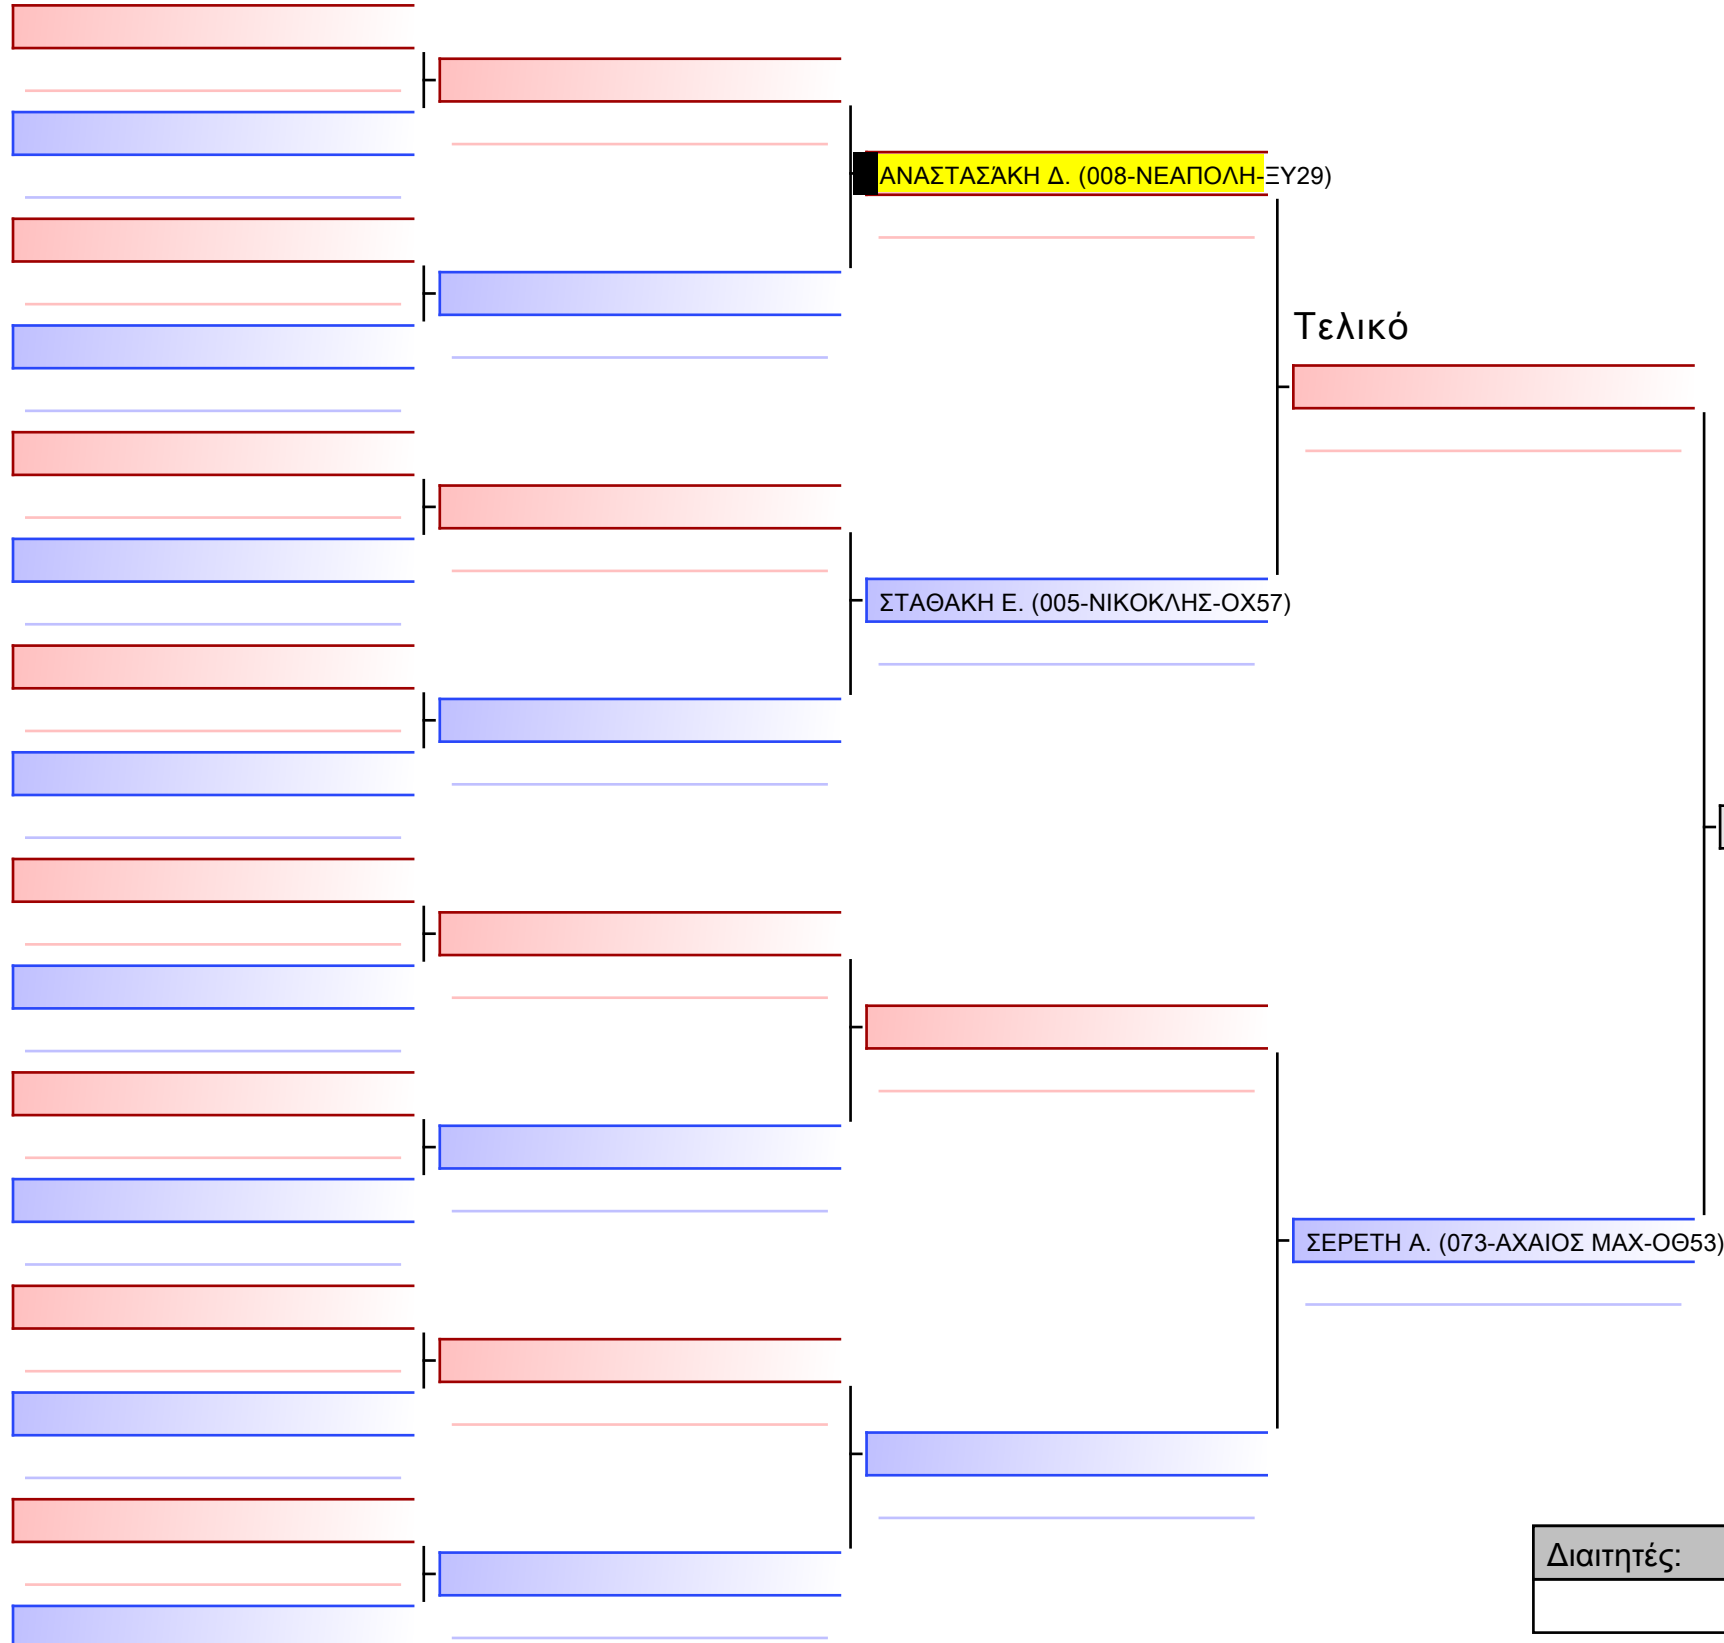 ΑΝΑΣΤΑΣΆΚΗ Δ. (008-ΝΕΑΠΟΛΗ-ΞΥ29)
Τελικό
ΣΤΑΘΑΚΗ Ε. (005-ΝΙΚΟΚΛΗΣ-ΟΧ57)
ΣΕΡΕΤΗ Α. (073-ΑΧΑΙΟΣ ΜΑΧ-ΟΘ53)
Διαιτητές: